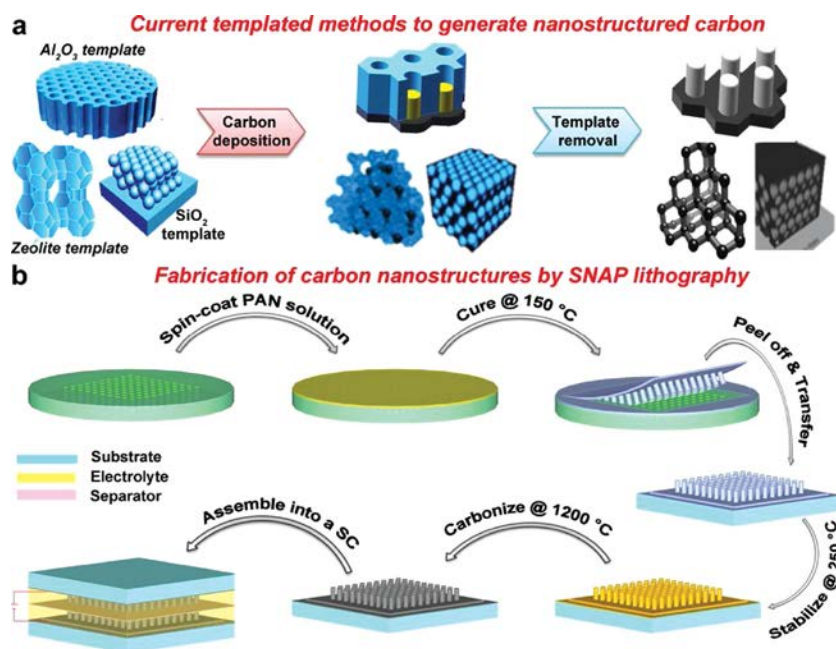 a
Current templated methods to generate nanostructured carbon
Al2O3 template
Carbon
deposition
Template
removal
SiO2
template
Zeolite template
b
Fabrication of carbon nanostructures by SNAP lithography
Spin-coat PAN solution
Cure @ 150 °C
Peel off & Transfer
Substrate
Electrolyte
Separator
Assemble into a SC
Carbonize @ 1200 °C
Stabilize @ 250 °C